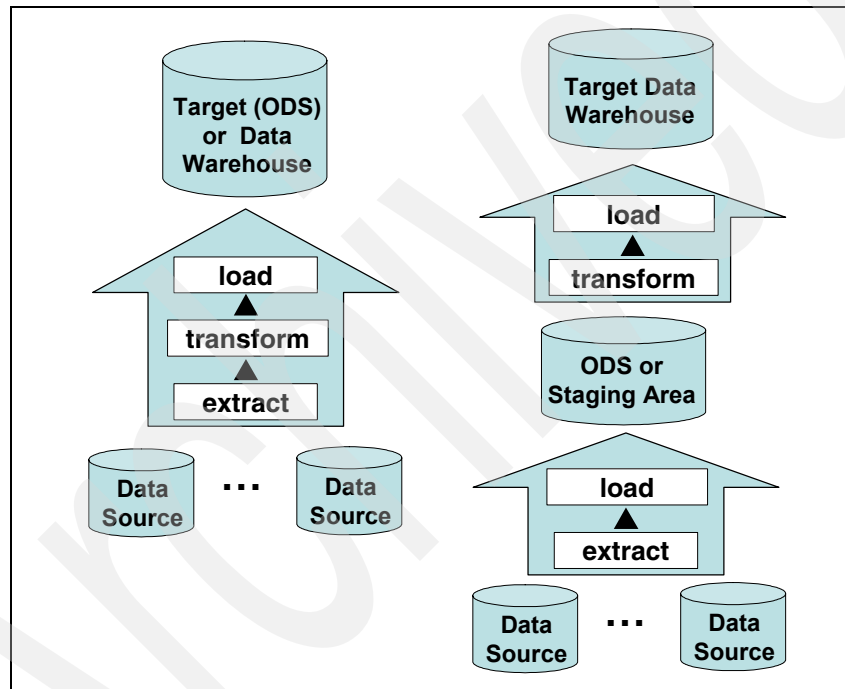 Target (ODS)
or Data
Warehouse
load
transform
extract
Data
Source
...
Data
Source
Target Data
Warehouse
load
transform
ODS or
Staging Area
load
extract
Data
Source
...
Data
Source
Archived